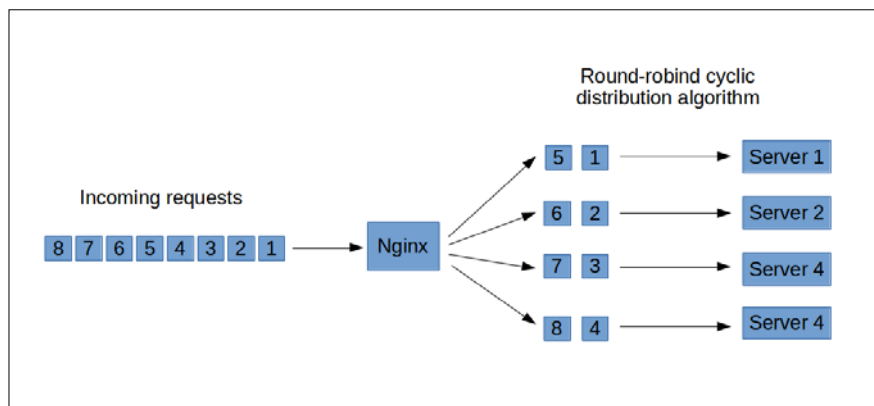 Round-robind cyclic
distribution algorithm
5 1 Server 1
Incoming requests
6 2 Server 2
8 7 6 5 4 3 2 1 Nginx
7 3 Server 4
8 4 Server 4